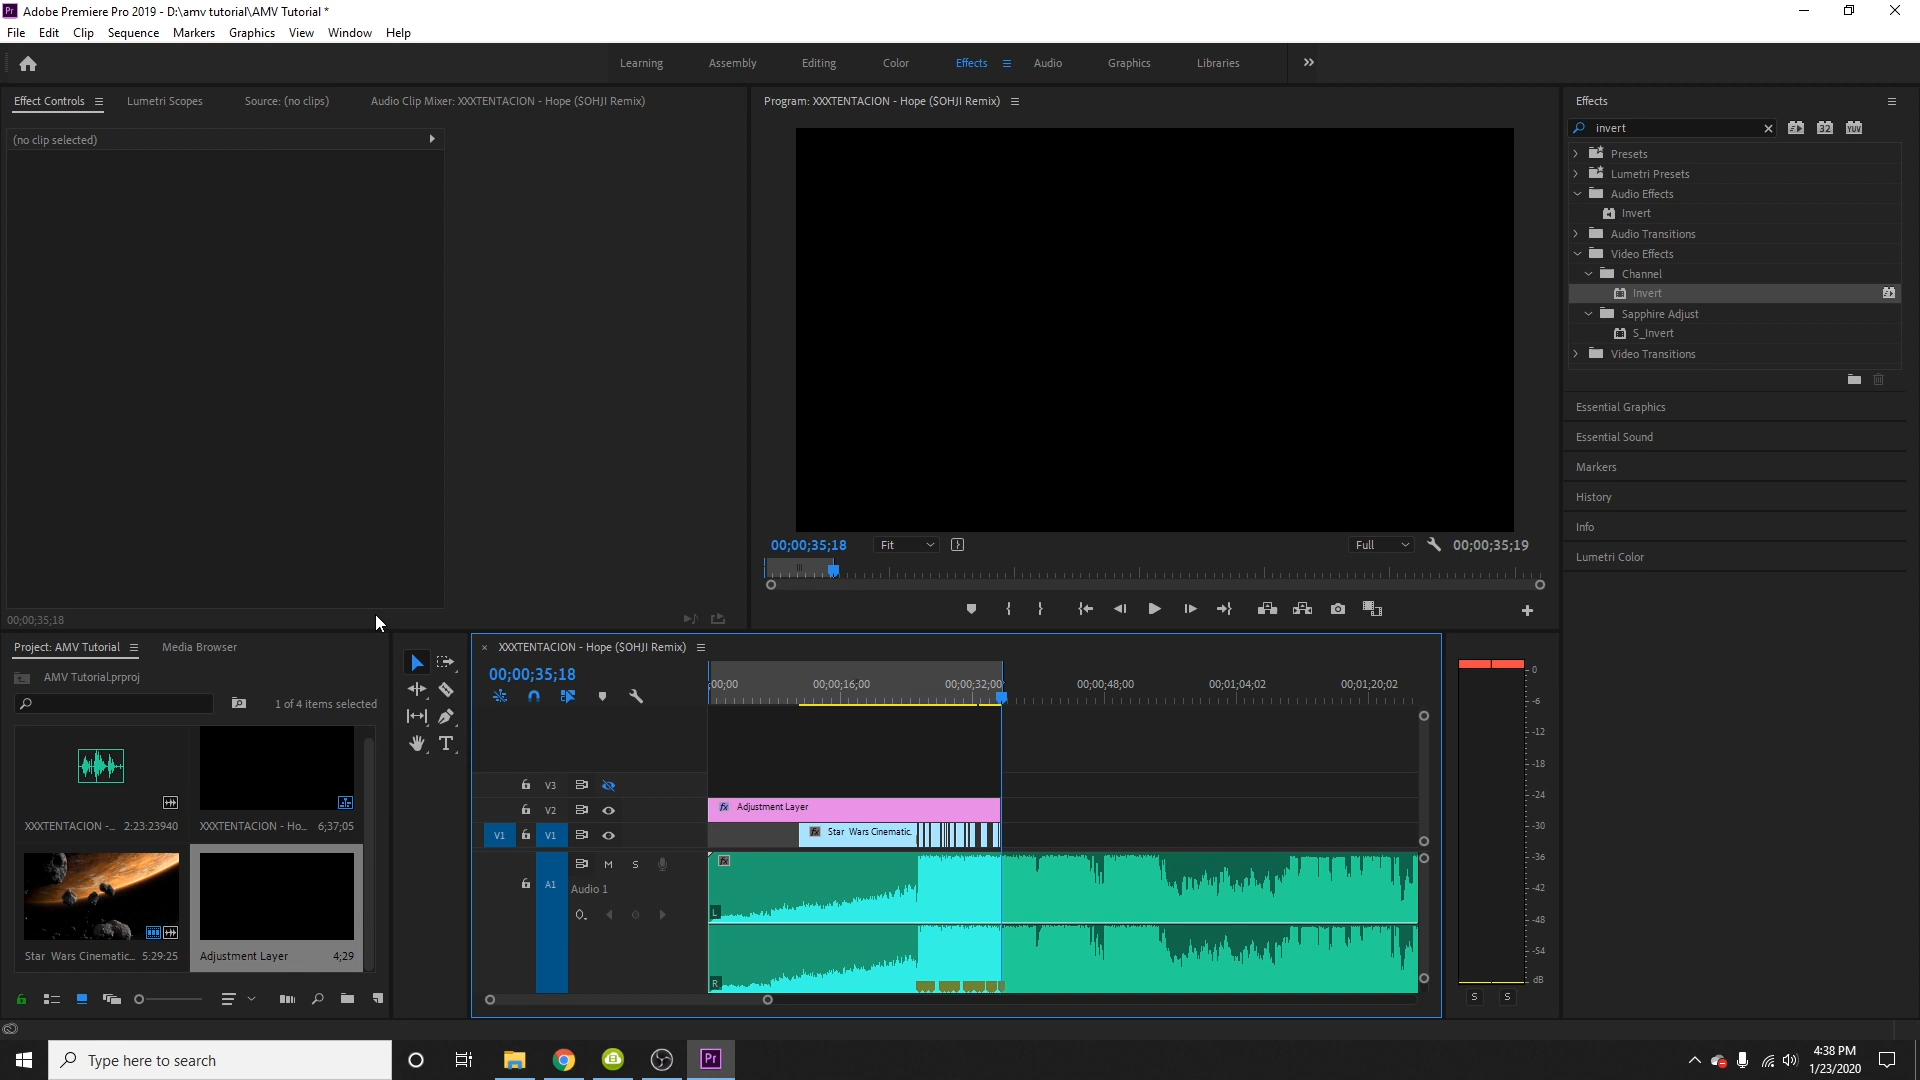 Adobe Premiere Pro 2019 - D:\amv tutorial\AMV Tutorial *
File Edit Clip Sequence Markers Graphics View Window Help
Learning Assembly Editing Color Effects Audio Graphics Libraries
Effect Controls Lumetri Scopes Source: (no clips) Audio Clip Mixer: XXXTENTACION - Hope ($OHJI Remix)
(no clip selected)
00;00;35;18
Program: XXXTENTACION - Hope ($OHJI Remix)
00;00;35;18 Fit Full 00;00;35;19
Effects
invert 32 YUV
Presets
Lumetri Presets
Audio Effects
Invert
Audio Transitions
Video Effects
Channel
Invert
Sapphire Adjust
S_Invert
Video Transitions
Essential Graphics
Essential Sound
Markers
History
Info
Lumetri Color
Project: AMV Tutorial Media Browser
AMV Tutorial.prproj
1 of 4 items selected
XXXTENTACION -... 2:23:23940 XXXTENTACION - Ho... 6;37;05
Star Wars Cinematic... 5:29:25 Adjustment Layer 4;29
XXXTENTACION - Hope ($OHJI Remix)
00;00;35;18
;00;00 00;00;16;00 00;00;32;00 00;00;48;00 00;01;04;02 00;01;20;02
V3
V2 fx Adjustment Layer
V1 V1 fx Star Wars Cinematic.
M S fx
A1 Audio 1
L
R
0
-6
-12
-18
-24
-30
-36
-42
-48
-54
dB
S S
Type here to search
Pr
4:38 PM
1/23/2020